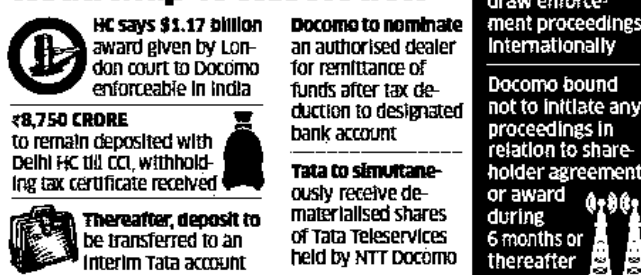 HC says $1.17 billion
award given by Lon-
don court to Docomo
enforceable in India
₹8,750 CRORE
to remain deposited with
Delhi HC till CCI, withhold-
ing tax certificate received
Thereafter, deposit to
be transferred to an
interim Tata account
Docomo to nominate
an authorised dealer
for remittance of
funds after tax de-
duction to designated
bank account
Tata to simultane-
ously receive de-
materialised shares
of Tata Teleservices
held by NTT Docomo
draw enforce-
ment proceedings
internationally
Docomo bound
not to initiate any
proceedings in
relation to share-
holder agreement
or award
during
6 months or
thereafter